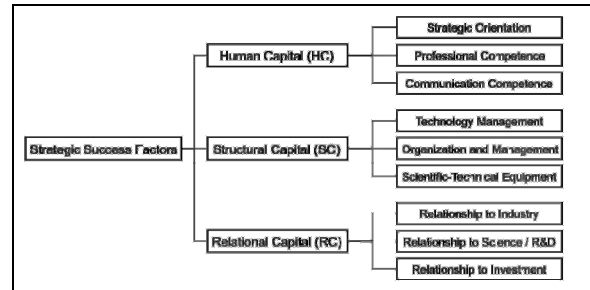 Strategic Success Factors
Human Capital (HC)
Strategic Orientation
Professional Competence
Communication Competence
Structural Capital (SC)
Technology Management
Organization and Management
Scientific-Technical Equipment
Relational Capital (RC)
Relationship to Industry
Relationship to Science / R&D
Relationship to Investment